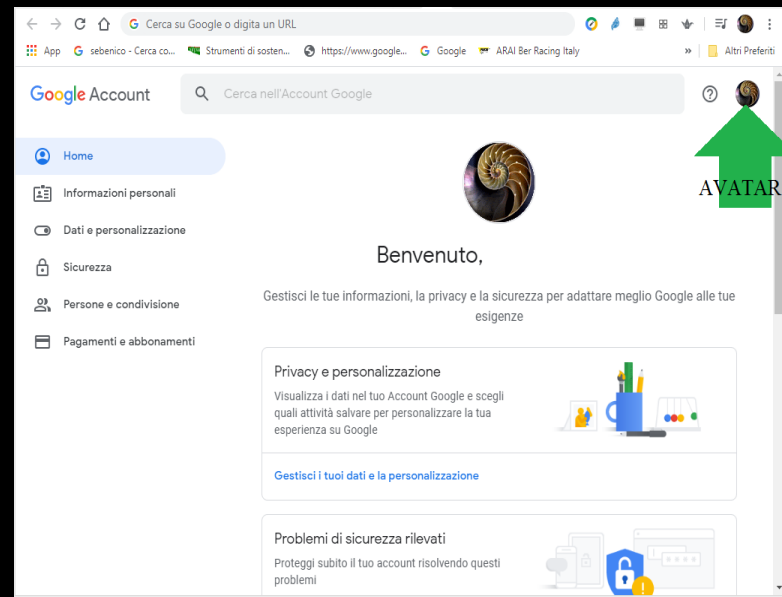 Cerca su Google o digita un URL
App
sebenico - Cerca co...
Strumenti di sosten...
https://www.google...
Google
ARAI Ber Racing Italy
»
Altri Preferiti
Google Account
Cerca nell'Account Google
AVATAR
Home
Informazioni personali
Dati e personalizzazione
Sicurezza
Persone e condivisione
Pagamenti e abbonamenti
Benvenuto,
Gestisci le tue informazioni, la privacy e la sicurezza per adattare meglio Google alle tue
esigenze
Privacy e personalizzazione
Visualizza i dati nel tuo Account Google e scegli
quali attività salvare per personalizzare la tua
esperienza su Google
Gestisci i tuoi dati e la personalizzazione
Problemi di sicurezza rilevati
Proteggi subito il tuo account risolvendo questi
problemi